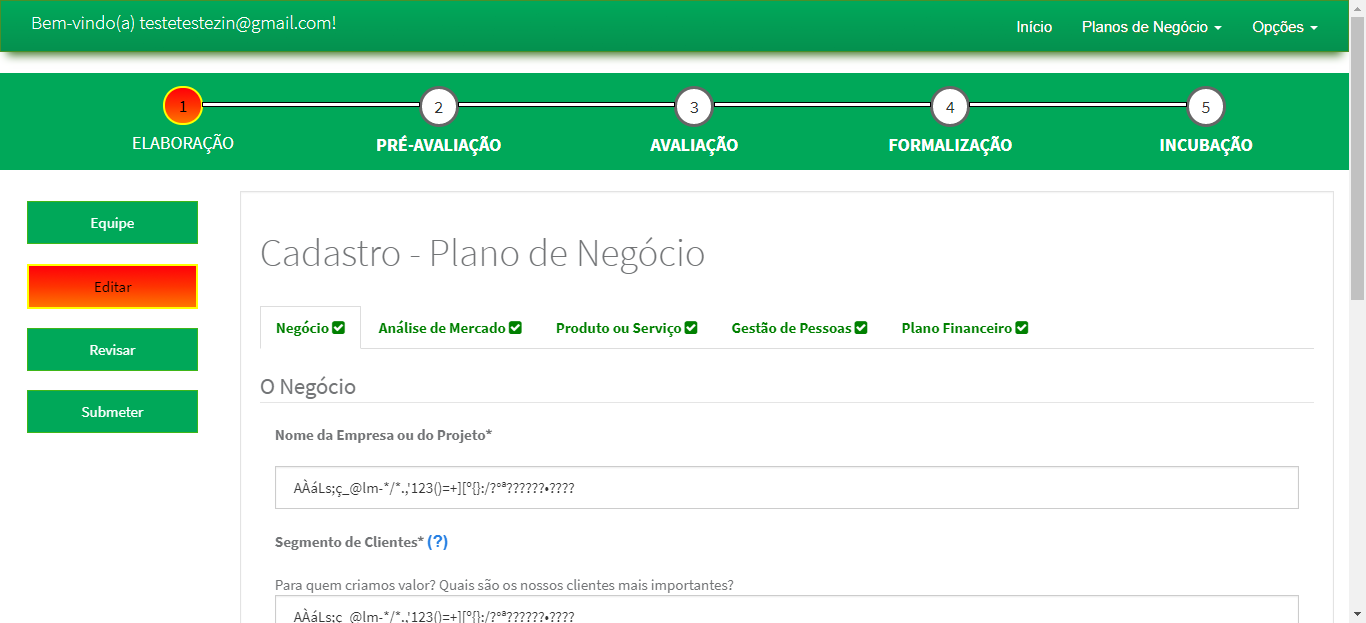 Bem-vindo(a) testetestezin@gmail.com!
Início Planos de Negócio Opções
1 2 3 4 5
ELABORAÇÃO PRÉ-AVALIAÇÃO AVALIAÇÃO FORMALIZAÇÃO INCUBAÇÃO
Equipe
Editar
Revisar
Submeter
Cadastro - Plano de Negócio
Negócio Análise de Mercado Produto ou Serviço Gestão de Pessoas Plano Financeiro
O Negócio
Nome da Empresa ou do Projeto*
AÀáLs;ç_@lm-*/*.,'123()=+][º{}:/?°ª??????•????
Segmento de Clientes* (?)
Para quem criamos valor? Quais são os nossos clientes mais importantes?
AÀáLs;ç_@lm-*/*.,'123()=+][º{}:/?°ª??????•????